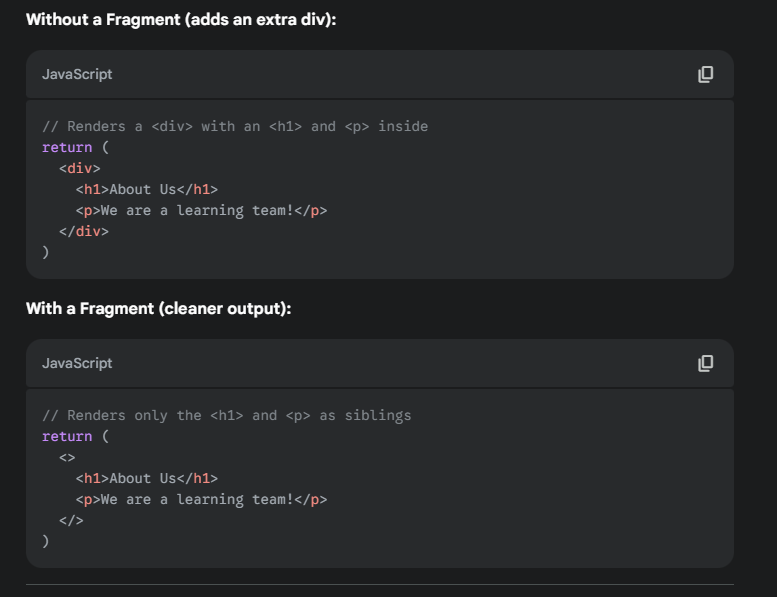 Without a Fragment (adds an extra div):
JavaScript
// Renders a <div> with an <h1> and <p> inside
return (
  <div>
    <h1>About Us</h1>
    <p>We are a learning team!</p>
  </div>
)
With a Fragment (cleaner output):
JavaScript
// Renders only the <h1> and <p> as siblings
return (
  <>
    <h1>About Us</h1>
    <p>We are a learning team!</p>
  </>
)